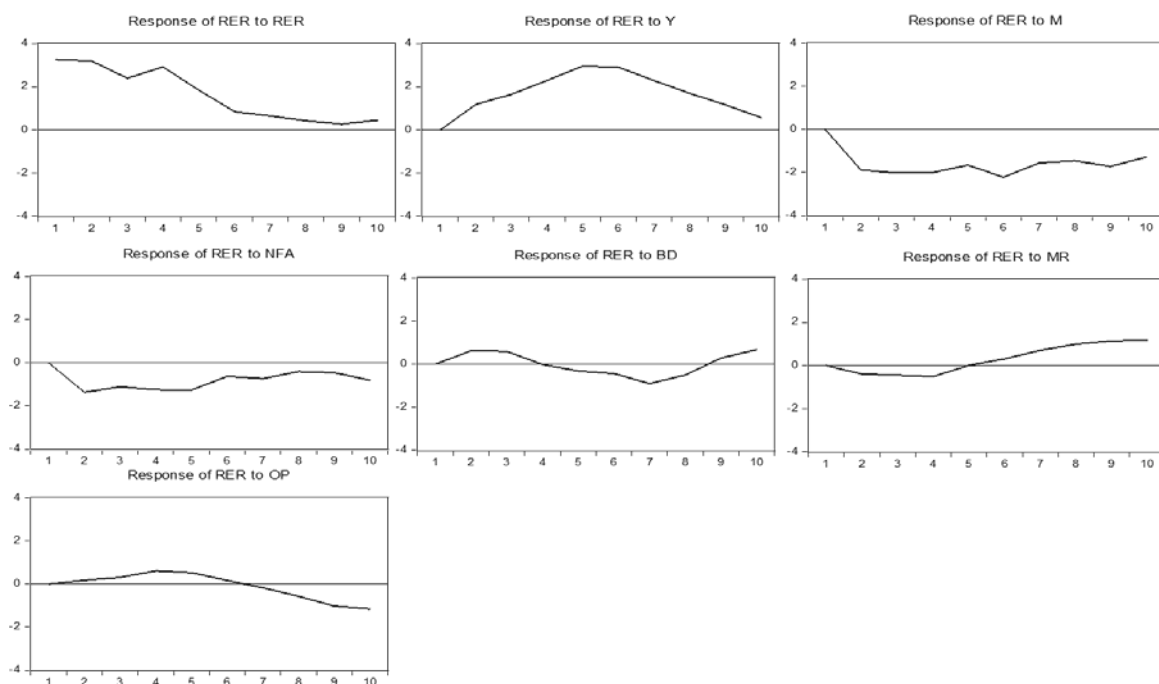 Response of RER to RER
4
2
0
-2
-4
1 2 3 4 5 6 7 8 9 10
Response of RER to Y
4
2
0
-2
-4
1 2 3 4 5 6 7 8 9 10
Response of RER to M
4
2
0
-2
-4
1 2 3 4 5 6 7 8 9 10
Response of RER to NFA
4
2
0
-2
-4
1 2 3 4 5 6 7 8 9 10
Response of RER to BD
4
2
0
-2
-4
1 2 3 4 5 6 7 8 9 10
Response of RER to MR
4
2
0
-2
-4
1 2 3 4 5 6 7 8 9 10
Response of RER to OP
4
2
0
-2
-4
1 2 3 4 5 6 7 8 9 10